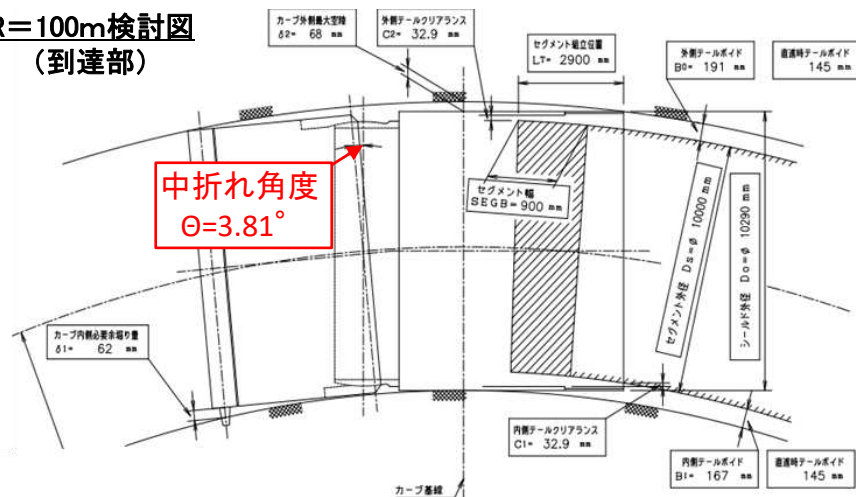 R=100m検討図
(到達部)
カーブ外側最大空隙
δ2= 68 mm
外側テールクリアランス
C2= 32.9 mm
セグメント組立位置
LT= 2900 mm
外側テールボイド
Bo= 191 mm
直進時テールボイド
145 mm
中折れ角度
Θ=3.81°
セグメント幅
SEGB=900 mm
セグメント外径 Ds=φ 10000 mm
シールド外径 Do=φ 10290 mm
カーブ内側必要余堀り量
δ1= 62 mm
内側テールクリアランス
C1= 32.9 mm
内側テールボイド
Bi= 167 mm
直進時テールボイド
145 mm
カーブ基線